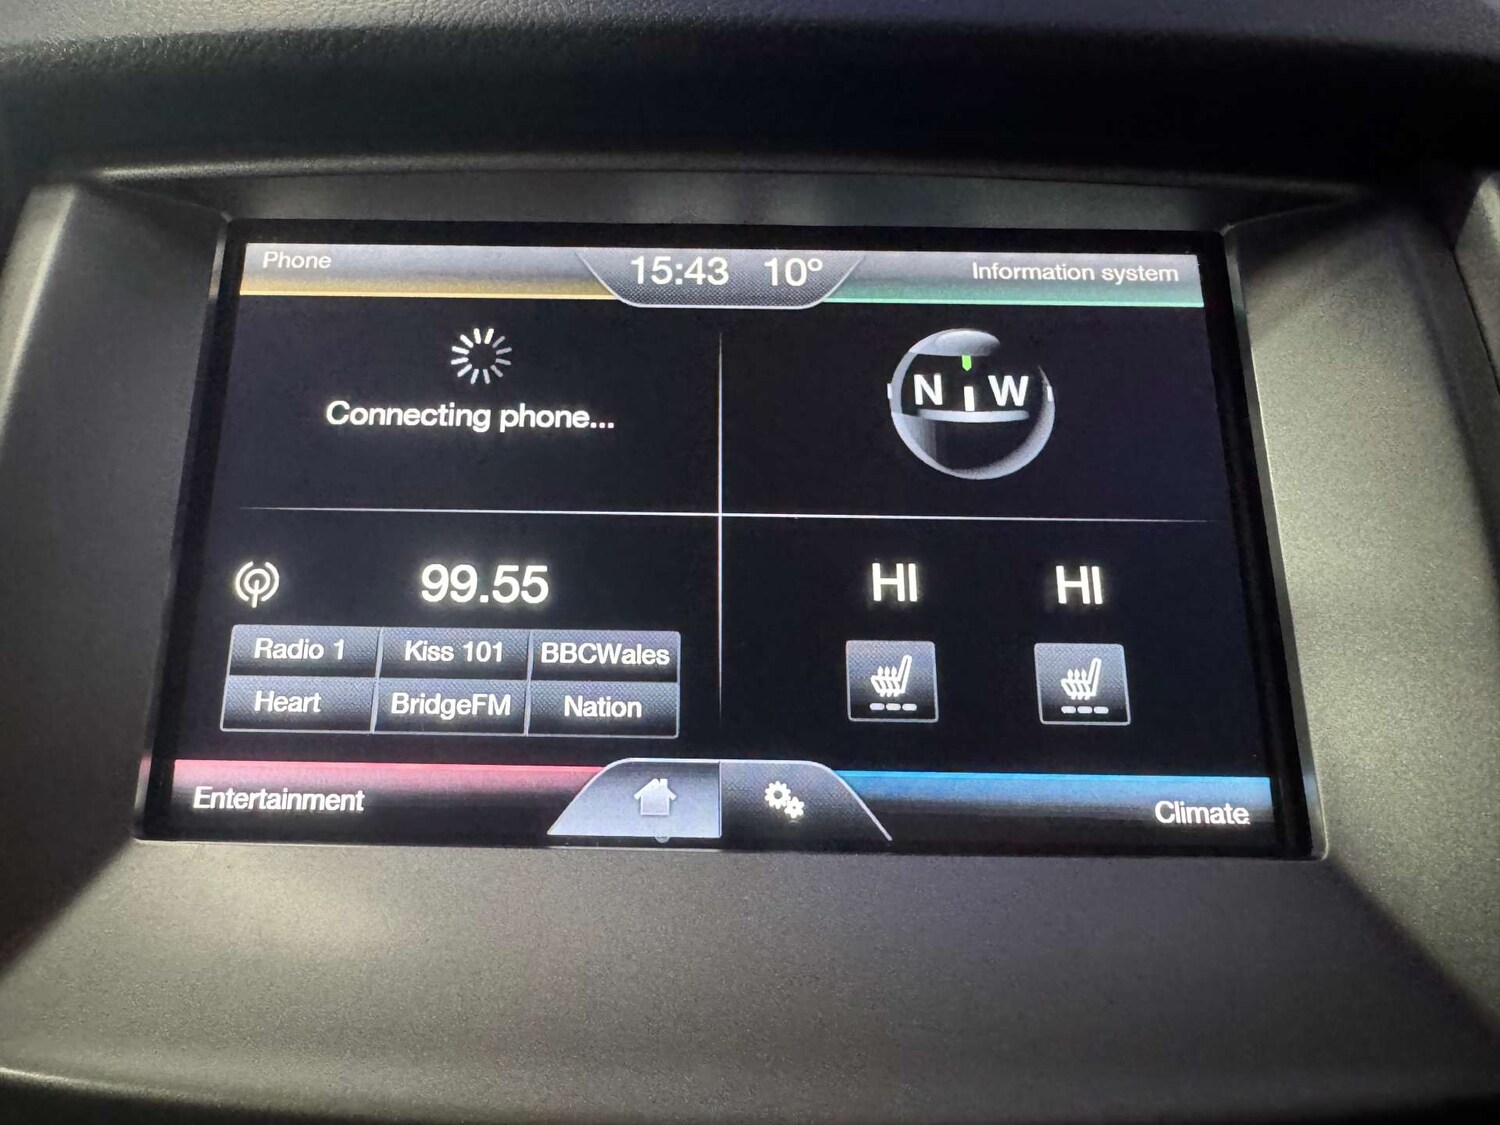 Phone
15:43 10°
Information system
Connecting phone...
N W
99.55
HI HI
Radio 1 Kiss 101 BBCWales
Heart BridgeFM Nation
Entertainment
Climate